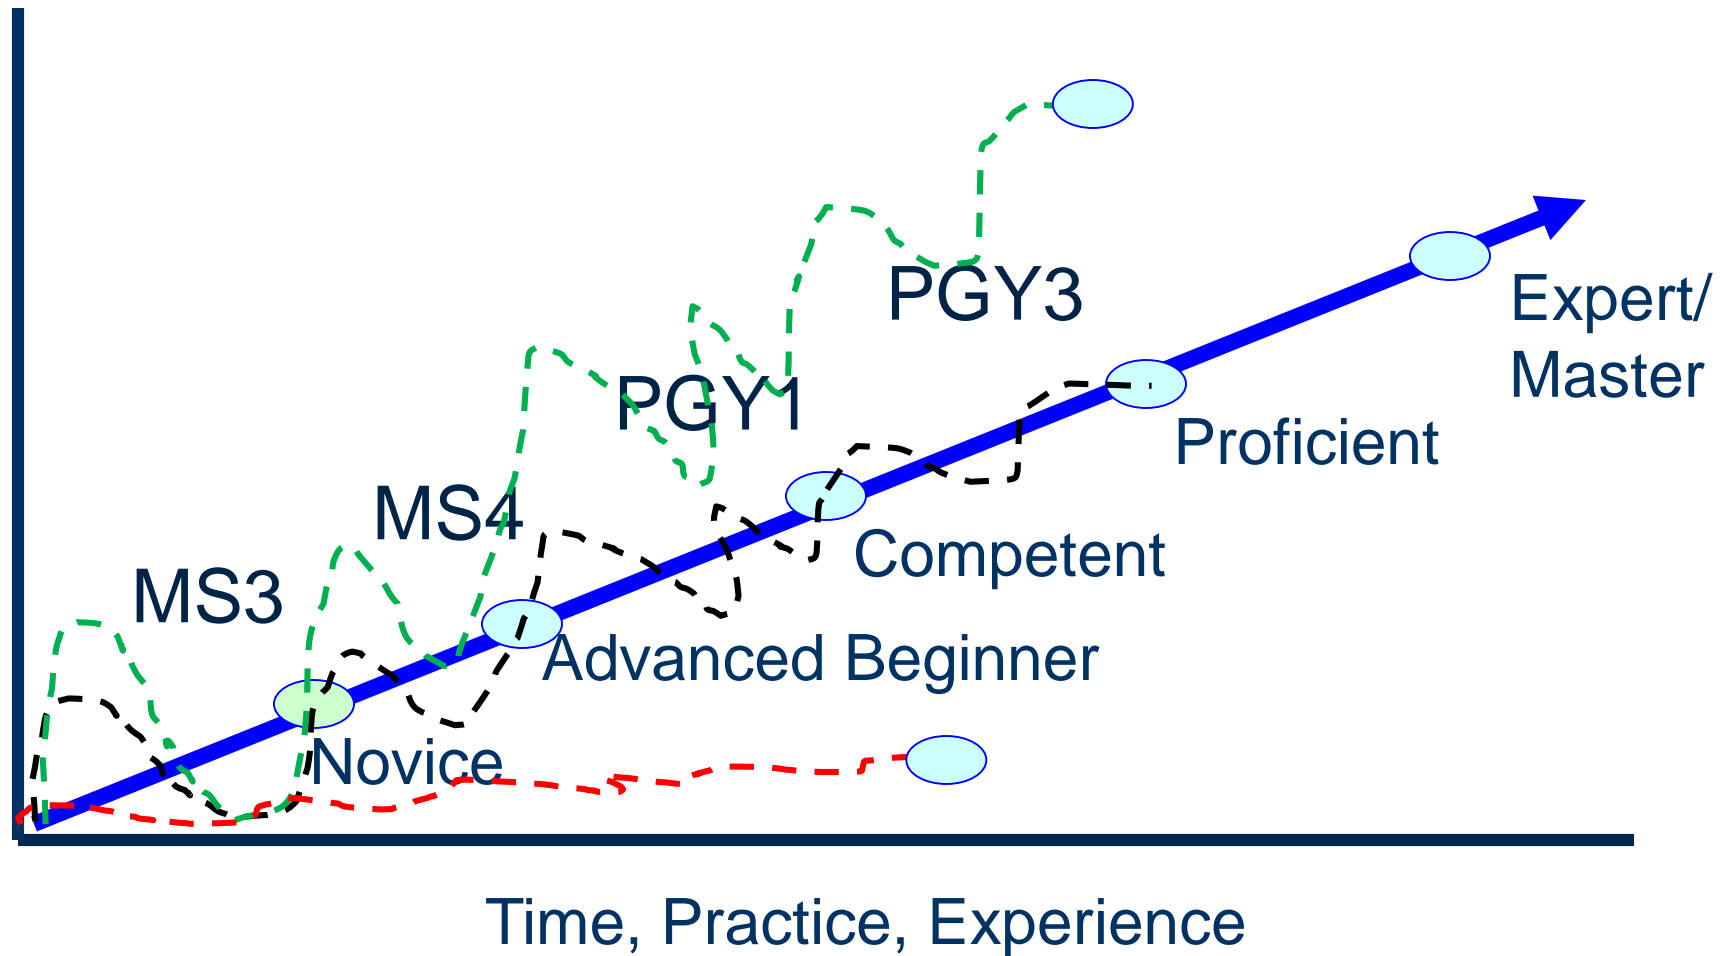 PGY3
Expert/
Master
PGY1
Proficient
MS4
Competent
MS3
Advanced Beginner
Novice
Time, Practice, Experience